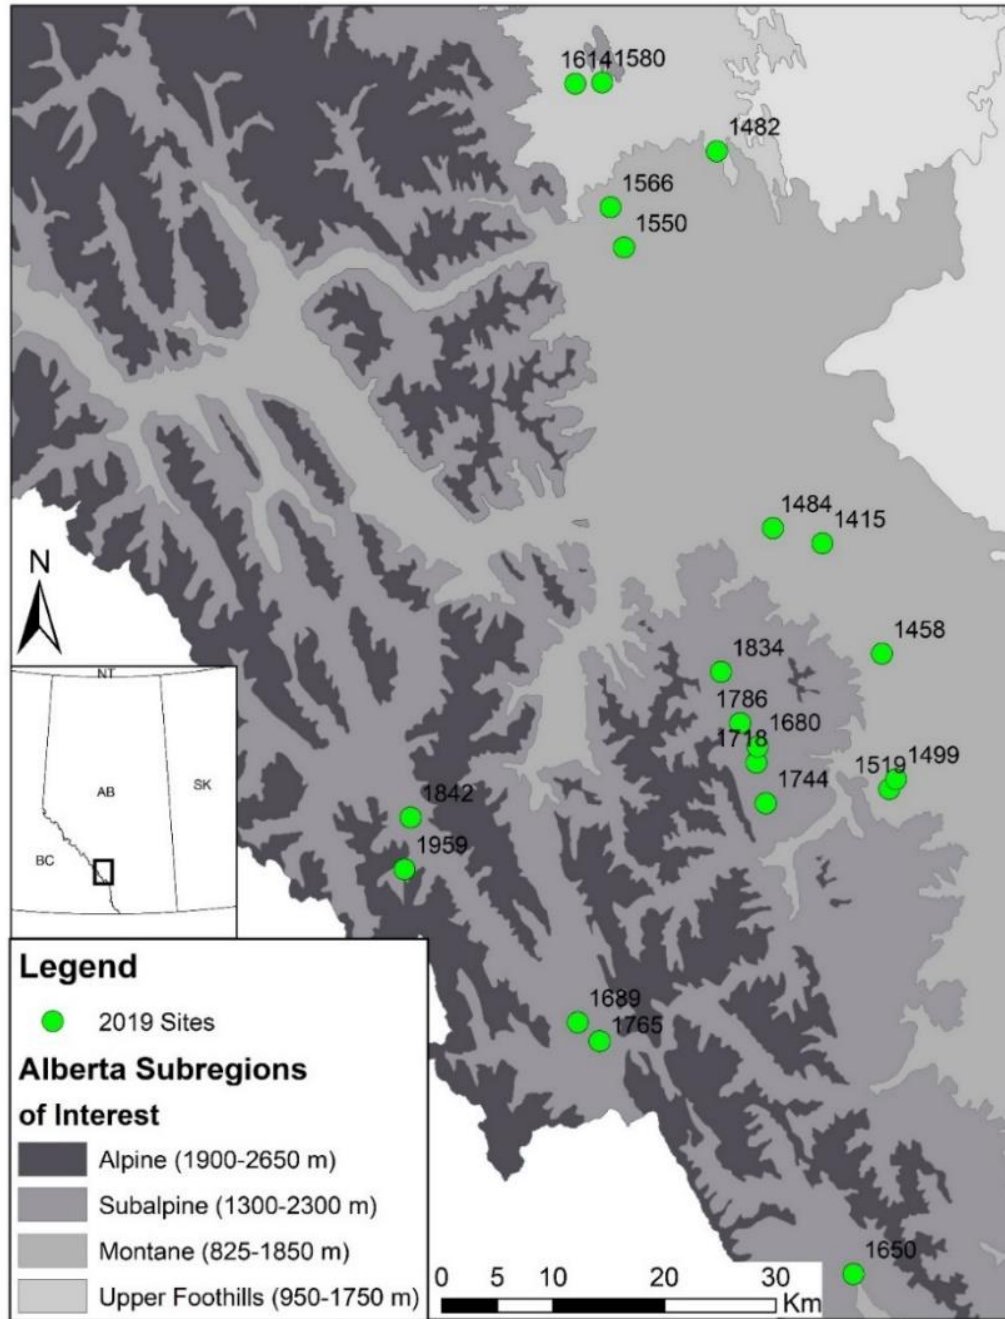 1614 1580
1482
1566
1550
1484
1415
N
1458
1834
NT
1786
1680
1718
1499
1519
1744
AB
SK
1842
BC
1959
Legend
1689
2019 Sites
1765
Alberta Subregions
of Interest
Alpine (1900-2650 m)
Subalpine (1300-2300 m)
Montane (825-1850 m)
1650
0 5 10 20 30
Km
Upper Foothills (950-1750 m)